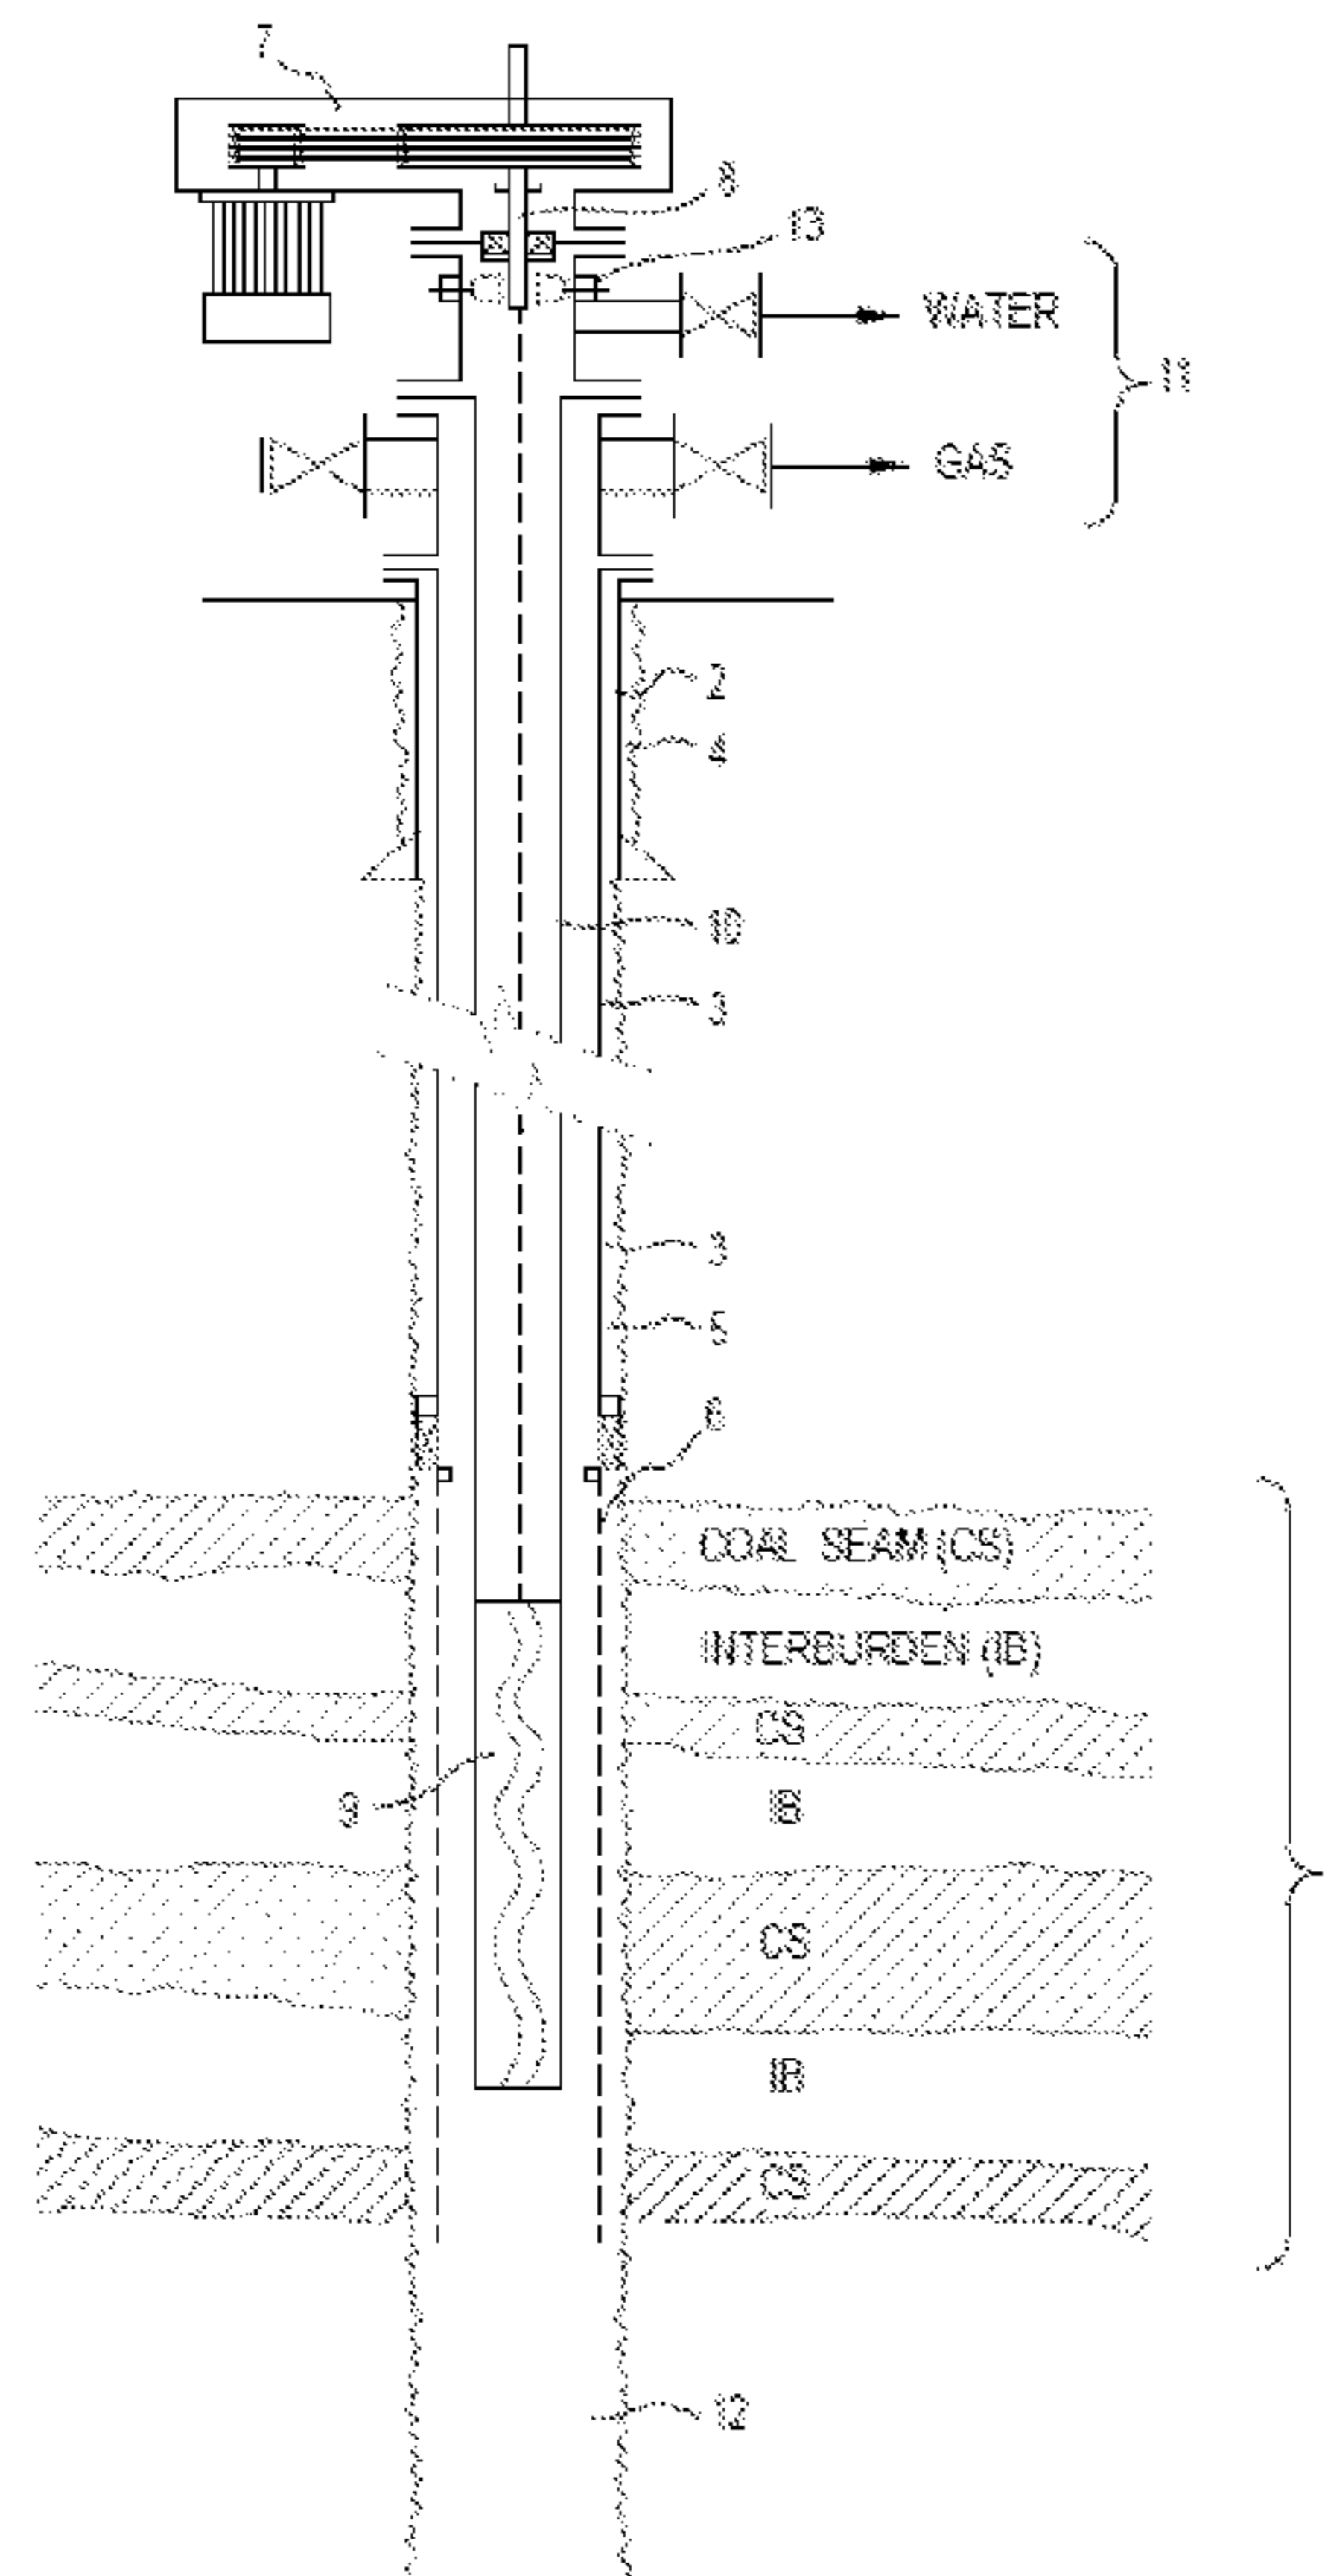 7
8
13
WATER
11
GAS
2
4
10
3
3
5
6
COAL SEAM (CS)
INTERBURDEN (IB)
CS
9
IB
CS
IB
CS
12